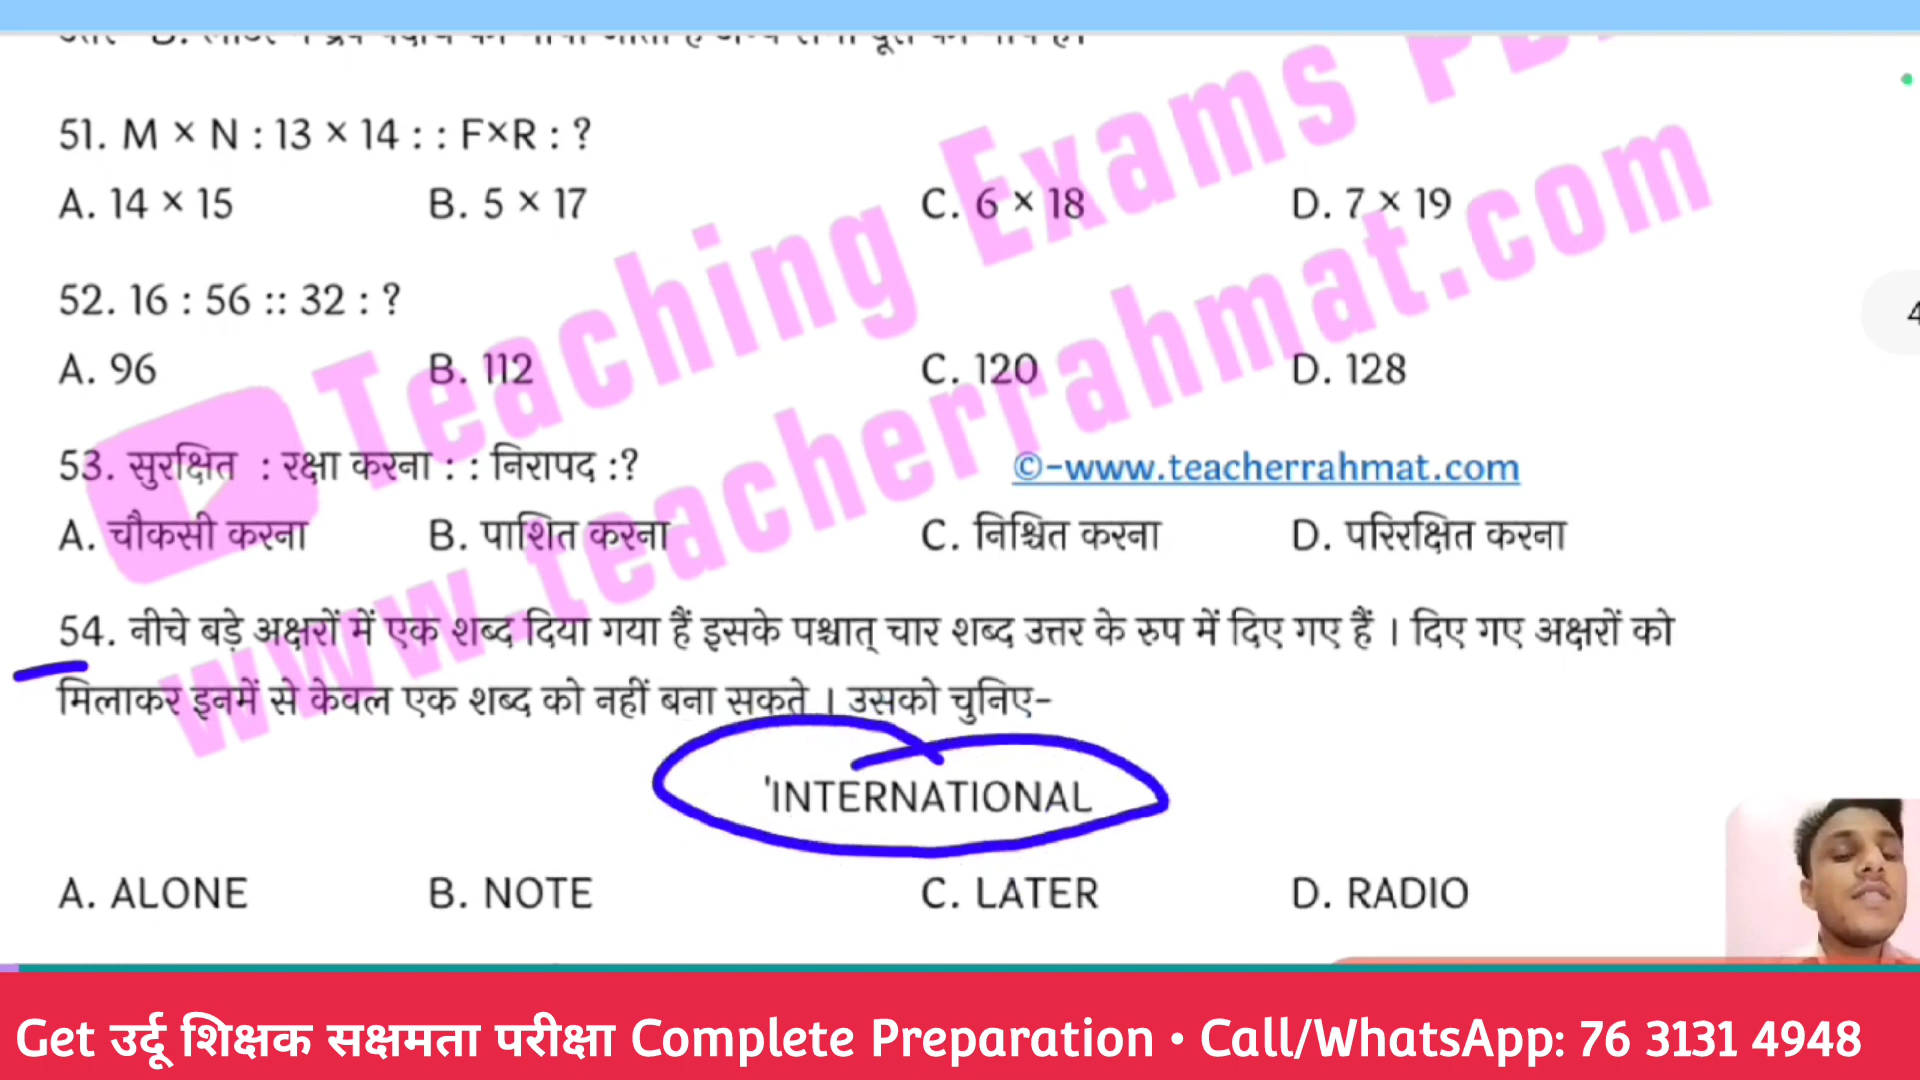 51. M × N : 13 × 14 : : F×R : ?
A. 14 × 15 B. 5 × 17 C. 6 × 18 D. 7 × 19
52. 16 : 56 :: 32 : ?
A. 96 B. 112 C. 120 D. 128
53. सुरक्षित : रक्षा करना : : निरापद :?
©-www.teacherrahmat.com
A. चौकसी करना B. पाशित करना C. निश्चित करना D. परिरक्षित करना
54. नीचे बड़े अक्षरों में एक शब्द दिया गया हैं इसके पश्चात् चार शब्द उत्तर के रुप में दिए गए हैं । दिए गए अक्षरों को
मिलाकर इनमें से केवल एक शब्द को नहीं बना सकते । उसको चुनिए-
'INTERNATIONAL
A. ALONE B. NOTE C. LATER D. RADIO
Teaching Exams
www.teacherrahmat.com
4
Get उर्दू शिक्षक सक्षमता परीक्षा Complete Preparation • Call/WhatsApp: 76 3131 4948